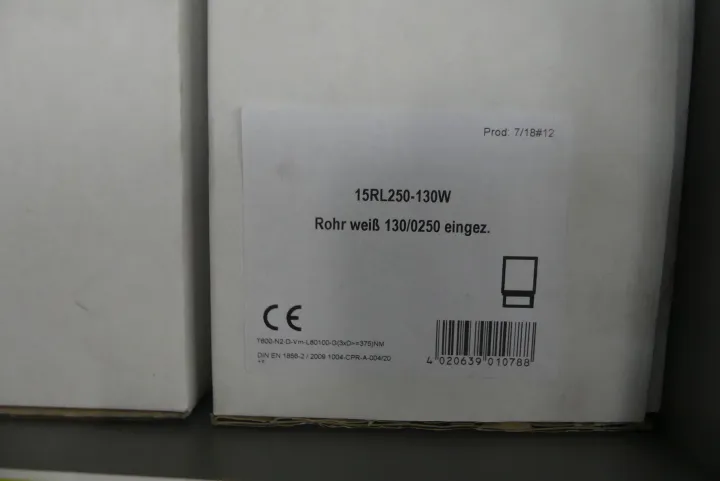 Prod: 7/18#12
15RL250-130W
Rohr weiß 130/0250 eingez.
CE
T600-N2-D-Vm-L80100-G(3xD>=375)NM
DIN EN 1856-2 / 2009 1004-CPR-A-004/20
4 020639 010788